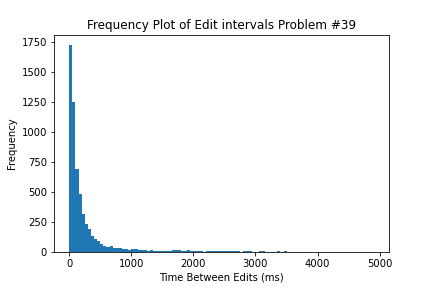 Frequency Plot of Edit intervals Problem #39
1750
1500
1250
1000
750
500
250
0
Frequency
0 1000 2000 3000 4000 5000
Time Between Edits (ms)